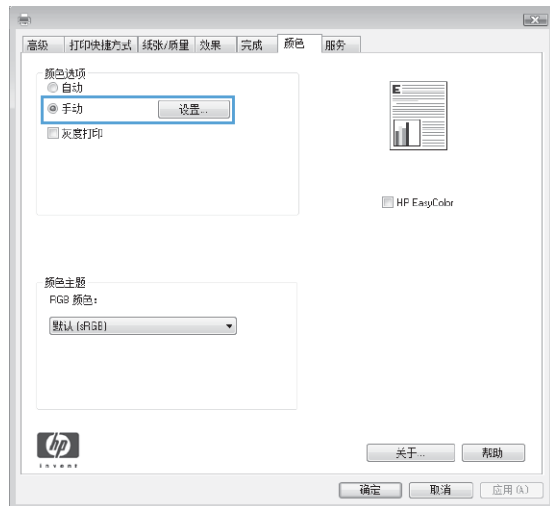 高级 打印快捷方式 纸张/质量 效果 完成 颜色 服务
颜色选项
自动
手动 设置...
灰度打印
E
HP EasyColor
颜色主题
RGB 颜色：
默认 (sRGB)
hp
invent
关于... 帮助
确定 取消 应用(A)